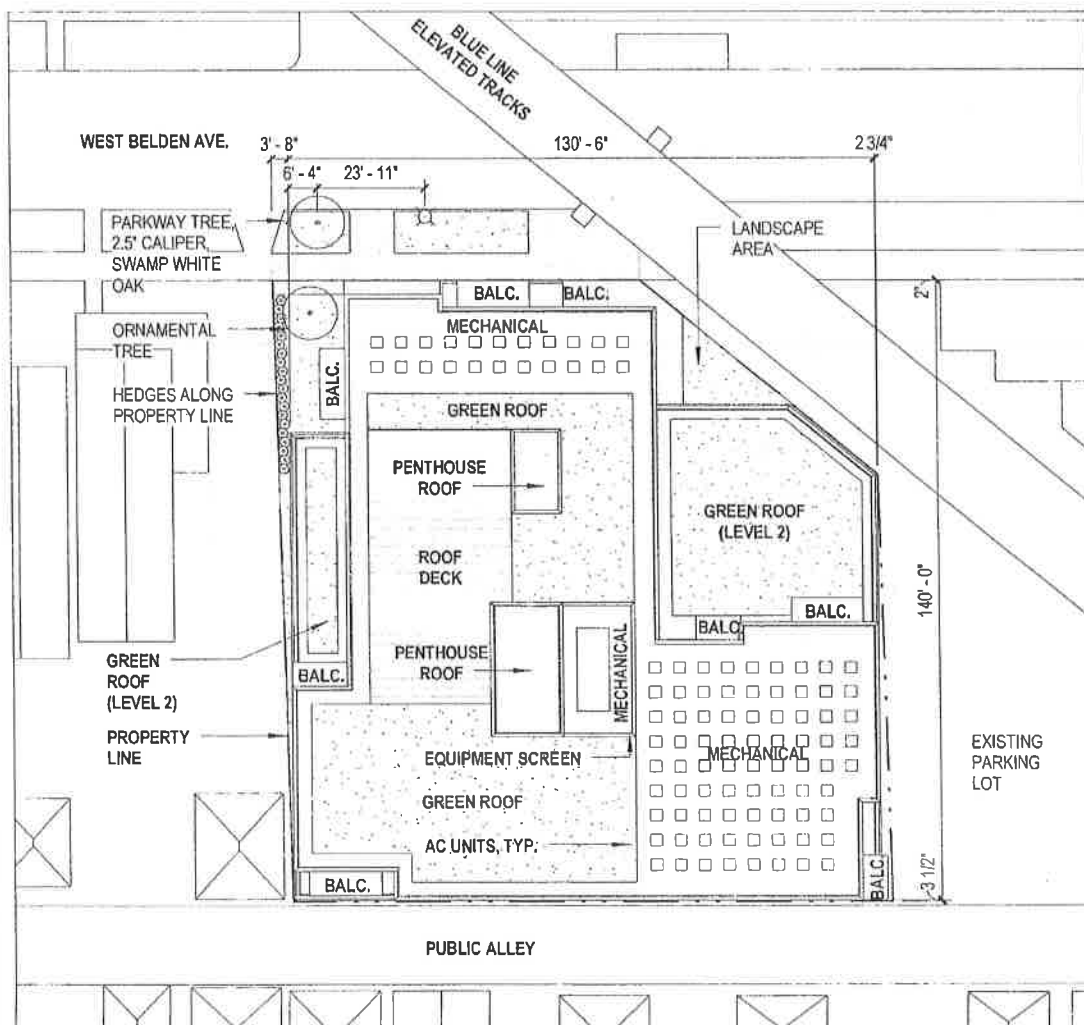 BLUE LINE
ELEVATED TRACKS
WEST BELDEN AVE.
3' - 8"
130' - 6"
2 3/4"
6' - 4"
23' - 11"
PARKWAY TREE,
2.5" CALIPER,
SWAMP WHITE
OAK
LANDSCAPE
AREA
BALC.
BALC.
2"
MECHANICAL
ORNAMENTAL
TREE
BALC.
HEDGES ALONG
PROPERTY LINE
GREEN ROOF
PENTHOUSE
ROOF
GREEN ROOF
(LEVEL 2)
ROOF
DECK
140' - 0"
BALC.
BALC.
GREEN
ROOF
(LEVEL 2)
BALC.
PENTHOUSE
ROOF
MECHANICAL
PROPERTY
LINE
EQUIPMENT SCREEN
MECHANICAL
EXISTING
PARKING
LOT
GREEN ROOF
AC UNITS, TYP.
BALC.
BALC.
3 1/2"
PUBLIC ALLEY